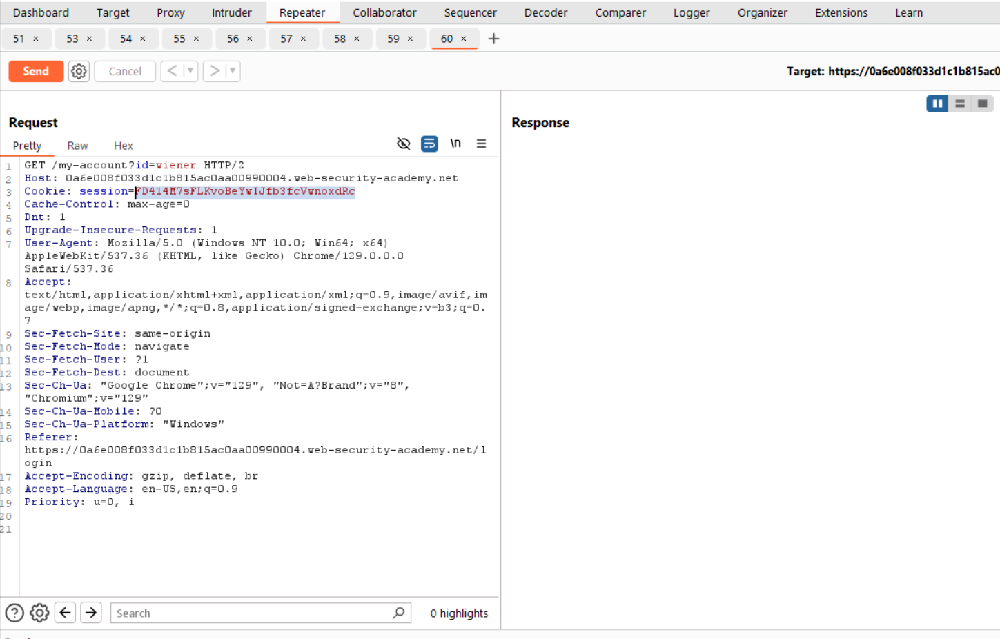 Dashboard Target Proxy Intruder Repeater Collaborator Sequencer Decoder Comparer Logger Organizer Extensions Learn
51 × 53 × 54 × 55 × 56 × 57 × 58 × 59 × 60 × +
Send Cancel < ▼ > ▼ Target: https://0a6e008f033d1c1b815ac0
Request
Response
Pretty Raw Hex \n
1 GET /my-account?id=wiener HTTP/2
2 Host: 0a6e008f033d1c1b815ac0aa00990004.web-security-academy.net
3 Cookie: session=FD414M7sFLKvoBeYwIJfb3fcVwnoxdRc
4 Cache-Control: max-age=0
5 Dnt: 1
6 Upgrade-Insecure-Requests: 1
7 User-Agent: Mozilla/5.0 (Windows NT 10.0; Win64; x64)
AppleWebKit/537.36 (KHTML, like Gecko) Chrome/129.0.0.0
Safari/537.36
8 Accept:
text/html,application/xhtml+xml,application/xml;q=0.9,image/avif,im
age/webp,image/apng,*/*;q=0.8,application/signed-exchange;v=b3;q=0.
7
9 Sec-Fetch-Site: same-origin
10 Sec-Fetch-Mode: navigate
11 Sec-Fetch-User: ?1
12 Sec-Fetch-Dest: document
13 Sec-Ch-Ua: "Google Chrome";v="129", "Not=A?Brand";v="8",
"Chromium";v="129"
14 Sec-Ch-Ua-Mobile: ?0
15 Sec-Ch-Ua-Platform: "Windows"
16 Referer:
https://0a6e008f033d1c1b815ac0aa00990004.web-security-academy.net/l
ogin
17 Accept-Encoding: gzip, deflate, br
18 Accept-Language: en-US,en;q=0.9
19 Priority: u=0, i
20
21
Search 0 highlights